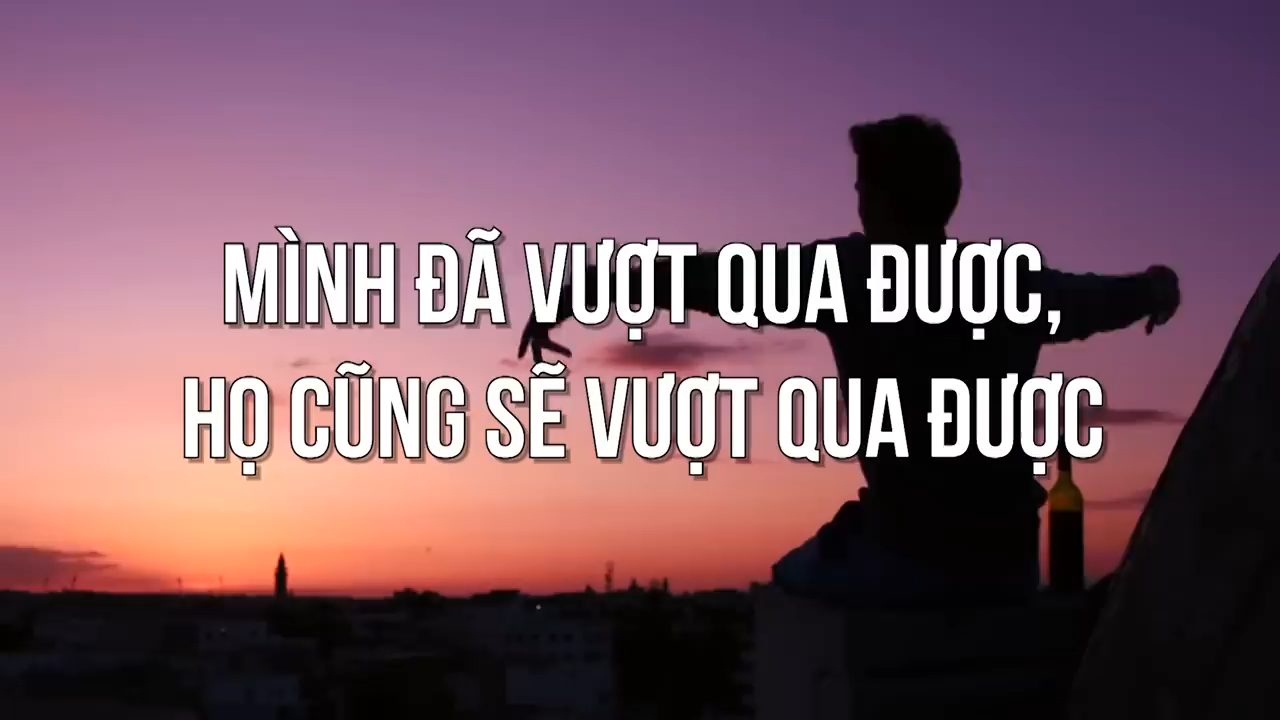 MÌNH ĐÃ VƯỢT QUA ĐƯỢC,
HỌ CŨNG SẼ VƯỢT QUA ĐƯỢC